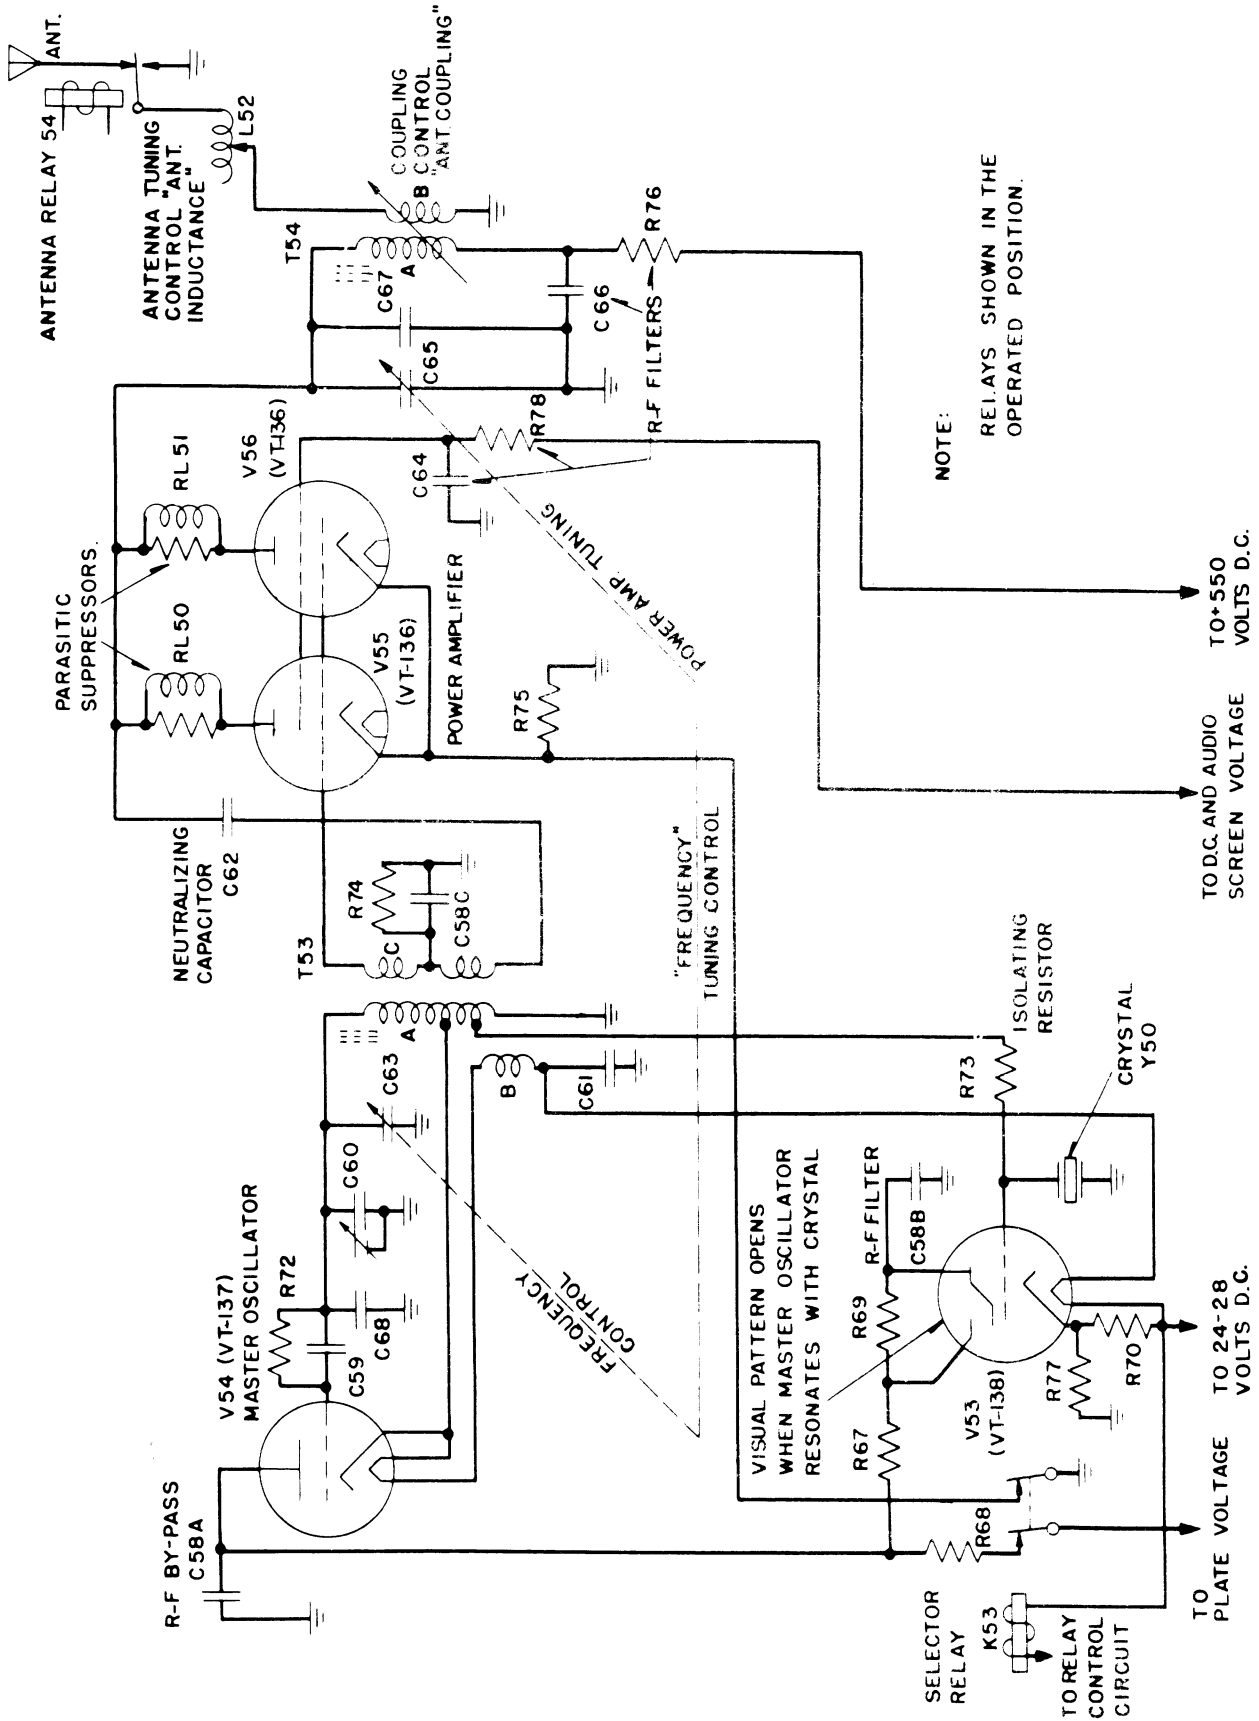 ANTENNA RELAY 54
ANT.
ANTENNA TUNING
CONTROL "ANT.
INDUCTANCE"
L52
COUPLING
CONTROL
"ANT. COUPLING"
T54
B
A
C67
C65
C66
R76
R-F FILTERS
R78
C64
PARASITIC
SUPPRESSORS.
RL50
RL51
V56
(VT-136)
V55
(VT-136)
POWER AMPLIFIER
POWER AMP. TUNING
R75
NEUTRALIZING
CAPACITOR
C62
T53
R74
C
C58C
"FREQUENCY"
TUNING CONTROL
A
B
C63
C61
C60
V54 (VT-137)
MASTER OSCILLATOR
R72
C59
C68
FREQUENCY
CONTROL
R-F BY-PASS
C58A
VISUAL PATTERN OPENS
WHEN MASTER OSCILLATOR
RESONATES WITH CRYSTAL
R-F FILTER
C58B
R69
R67
V53
(VT-138)
R77
R70
R73
ISOLATING
RESISTOR
CRYSTAL
Y50
R68
SELECTOR
RELAY
K53
TO RELAY
CONTROL
CIRCUIT
TO
PLATE VOLTAGE
TO 24-28
VOLTS D.C.
TO D.C. AND AUDIO
SCREEN VOLTAGE
TO+550
VOLTS D.C.
NOTE:
RELAYS SHOWN IN THE
OPERATED POSITION.